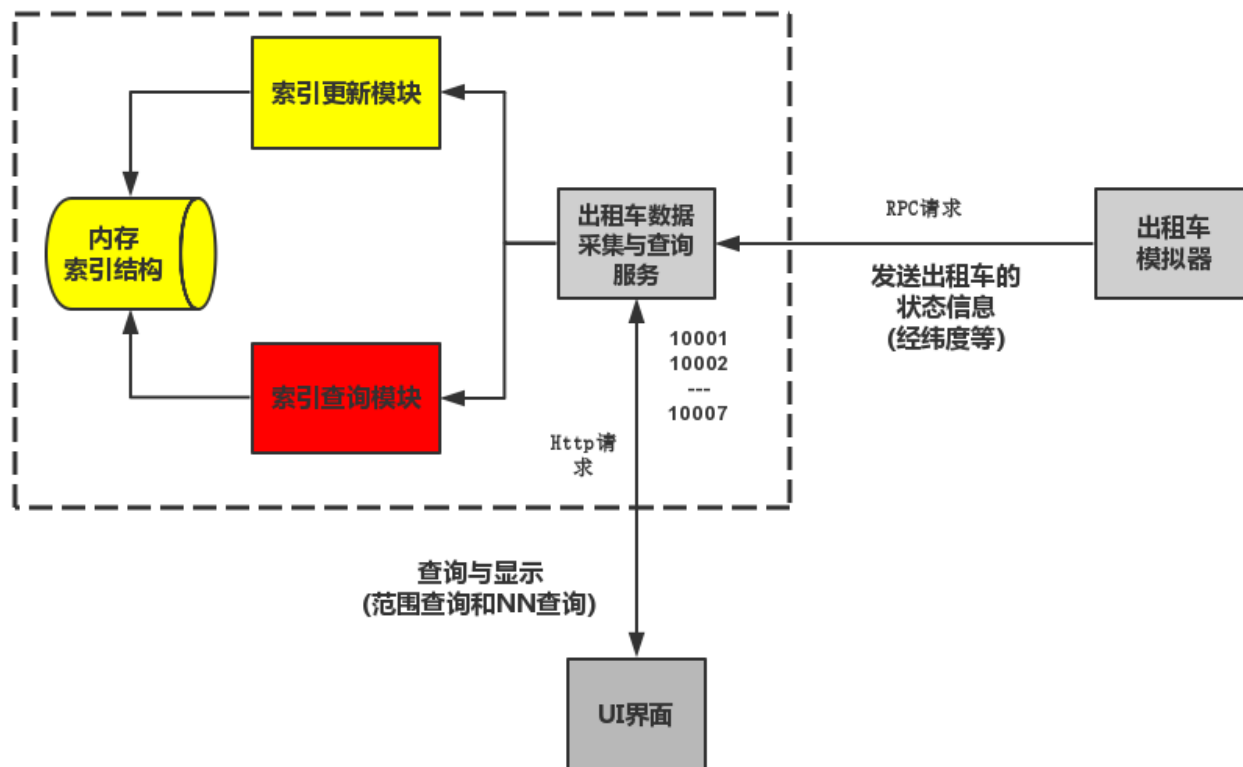 索引更新模块
内存
索引结构
索引查询模块
出租车数据
采集与查询
服务
RPC请求
发送出租车的
状态信息
(经纬度等)
出租车
模拟器
10001
10002
---
10007
Http请
求
查询与显示
(范围查询和NN查询)
UI界面